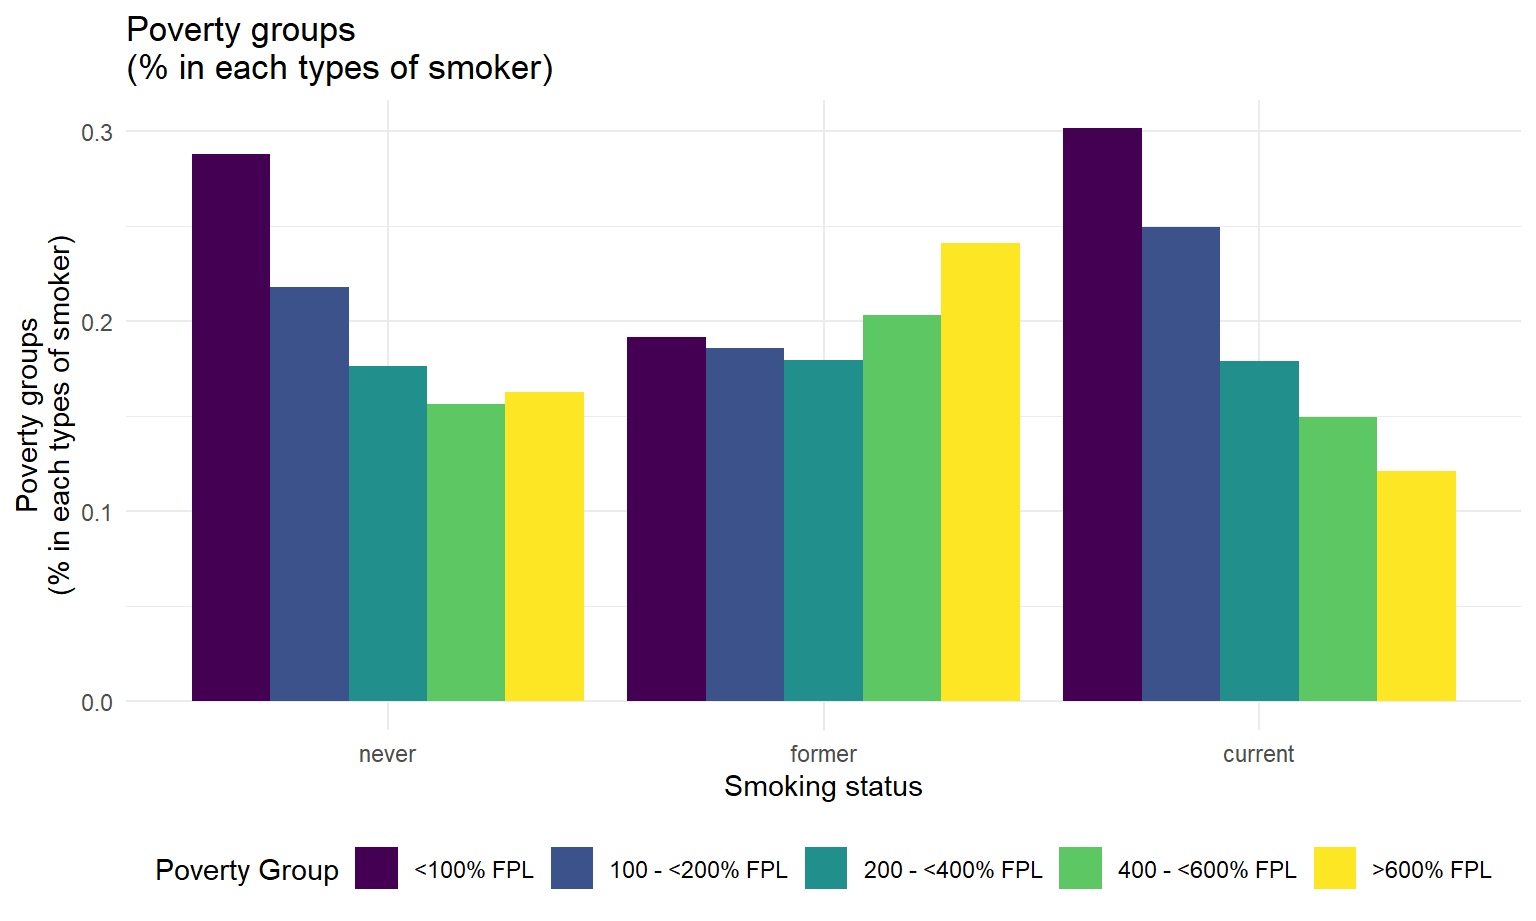 Poverty groups
(% in each types of smoker)
Poverty groups
(% in each types of smoker)
0.3
0.2
0.1
0.0
never former current
Smoking status
Poverty Group <100% FPL 100 - <200% FPL 200 - <400% FPL 400 - <600% FPL >600% FPL